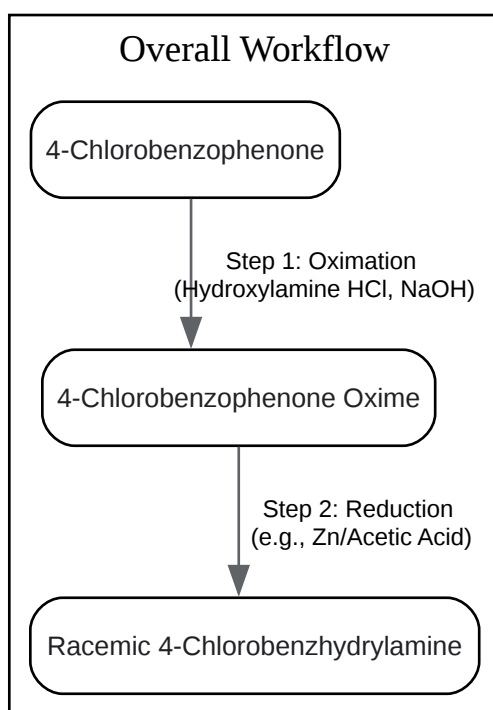 Overall Workflow
4-Chlorobenzophenone
Step 1: Oximation
(Hydroxylamine HCl, NaOH)
4-Chlorobenzophenone Oxime
Step 2: Reduction
(e.g., Zn/Acetic Acid)
Racemic 4-Chlorobenzhydrylamine